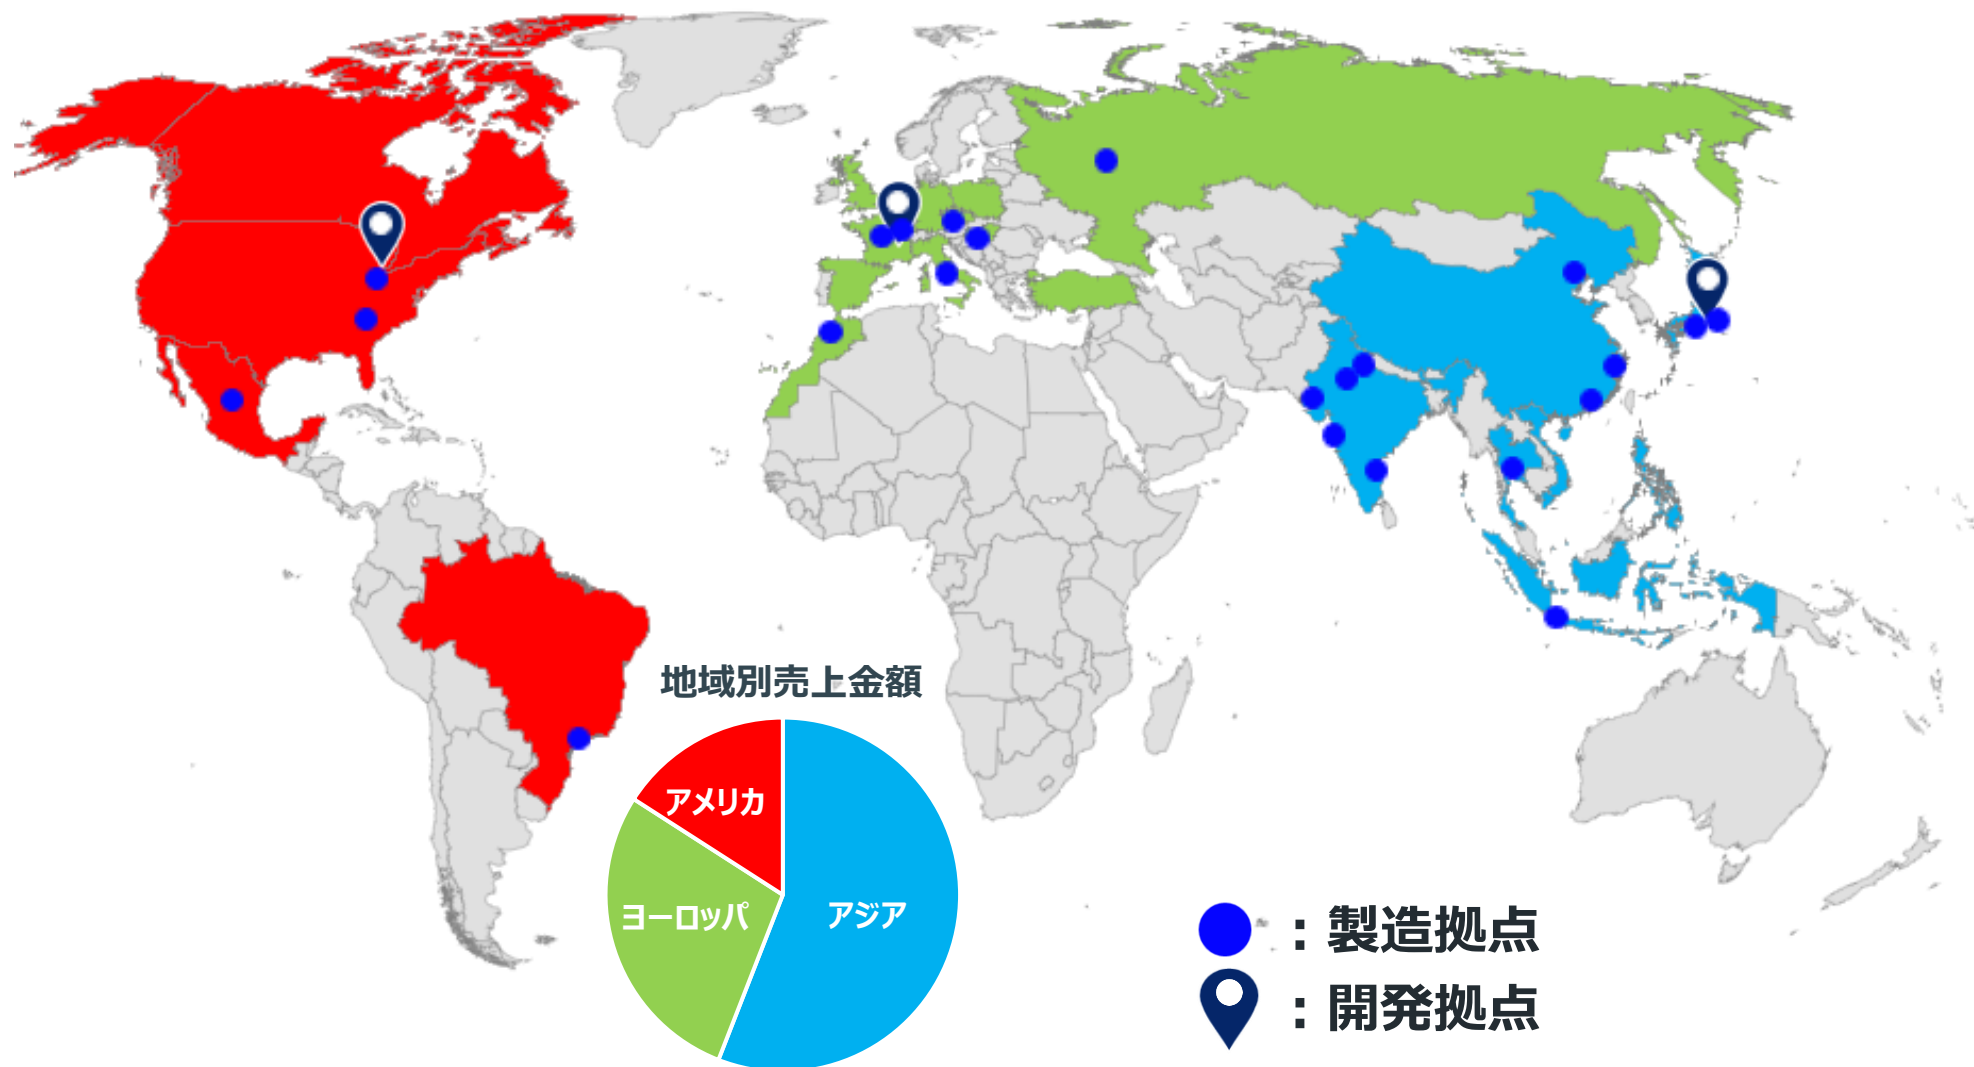 地域別売上金額
アメリカ
ヨーロッパ
アジア
：製造拠点
：開発拠点